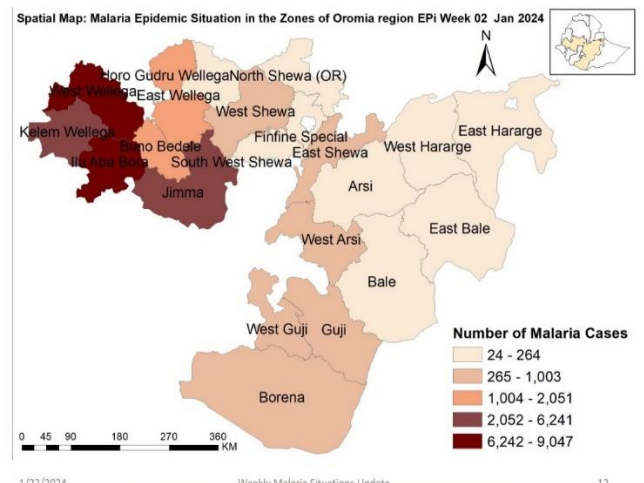 Spatial Map: Malaria Epidemic Situation in the Zones of Oromia region EPi Week 02 Jan 2024
N
Horo Gudru Wellega
North Shewa (OR)
West Wellega
East Wellega
West Shewa
Kelem Wellega
Finfine Special
Buno Bedele
East Shewa
West Hararge
East Hararge
Ilu Aba Bora
South West Shewa
Jimma
Arsi
West Arsi
East Bale
Bale
West Guji
Guji
Borena
Number of Malaria Cases
24 - 264
265 - 1,003
1,004 - 2,051
2,052 - 6,241
6,242 - 9,047
0 45 90 180 270 360
KM
1/22/2024 Weekly Malaria Situations Update 12